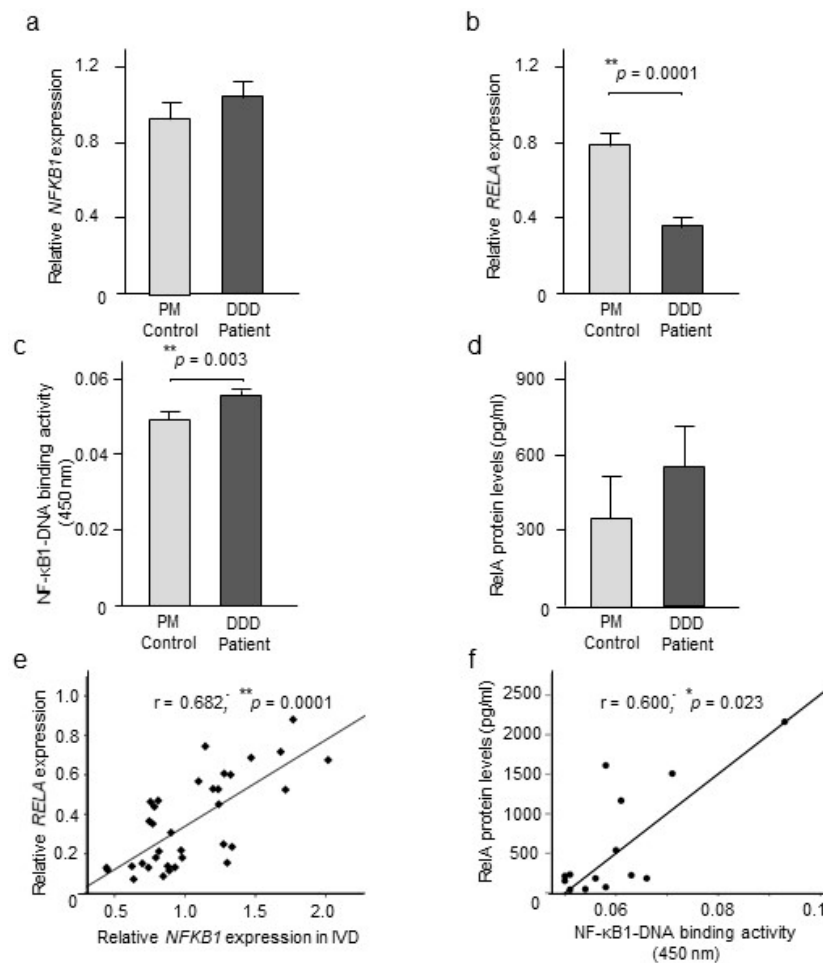 a
Relative NFKB1 expression
1.2
0.8
0.4
0
PM
Control
DDD
Patient
b
Relative RELA expression
1.2
0.8
0.4
0
**p = 0.0001
PM
Control
DDD
Patient
c
NF-κB1-DNA binding activity
(450 nm)
0.06
0.04
0.02
0
**p = 0.003
PM
Control
DDD
Patient
d
RelA protein levels (pg/ml)
900
600
300
0
PM
Control
DDD
Patient
e
Relative RELA expression
1.0
0.8
0.6
0.4
0.2
0
r = 0.682; **p = 0.0001
0.5 1.0 1.5 2.0
Relative NFKB1 expression in IVD
f
RelA protein levels (pg/ml)
2500
2000
1500
1000
500
0
r = 0.600; *p = 0.023
0.06 0.08 0.1
NF-κB1-DNA binding activity
(450 nm)